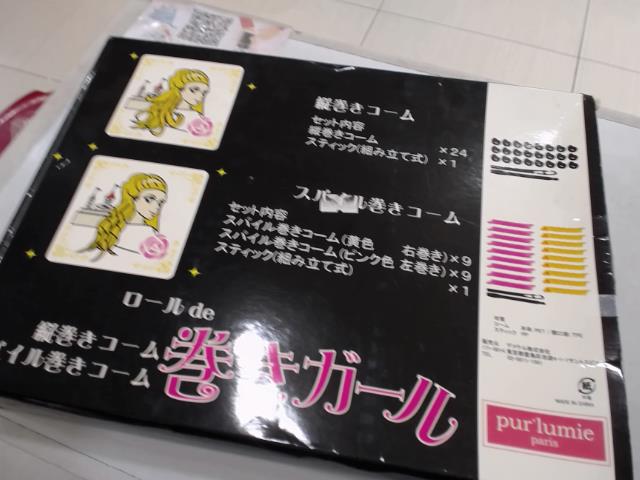 縦巻きコーム
セット内容
縦巻きコーム ×24
スティック(組み立て式) ×1
スパイル巻きコーム
セット内容
スパイル巻きコーム(黄色 右巻き)×9
スパイル巻きコーム(ピンク色 左巻き)×9
スティック(組み立て式) ×1
ロールde
縦巻きコーム
イル巻きコーム
巻きガール
MADE IN CHINA
pur'lumie
paris